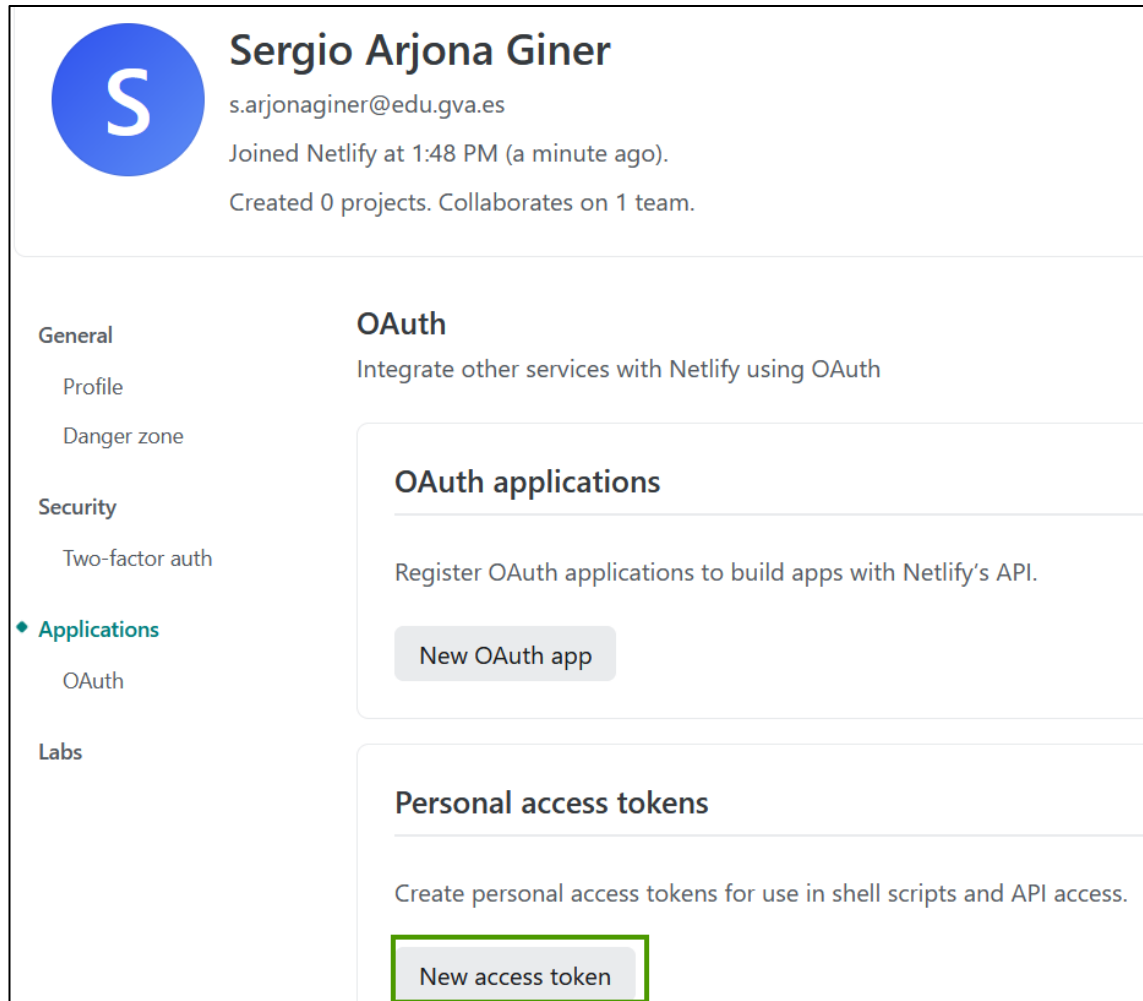 S
Sergio Arjona Giner
s.arjonaginer@edu.gva.es
Joined Netlify at 1:48 PM (a minute ago).
Created 0 projects. Collaborates on 1 team.
General
Profile
Danger zone
Security
Two-factor auth
Applications
OAuth
Labs
OAuth
Integrate other services with Netlify using OAuth
OAuth applications
Register OAuth applications to build apps with Netlify’s API.
New OAuth app
Personal access tokens
Create personal access tokens for use in shell scripts and API access.
New access token